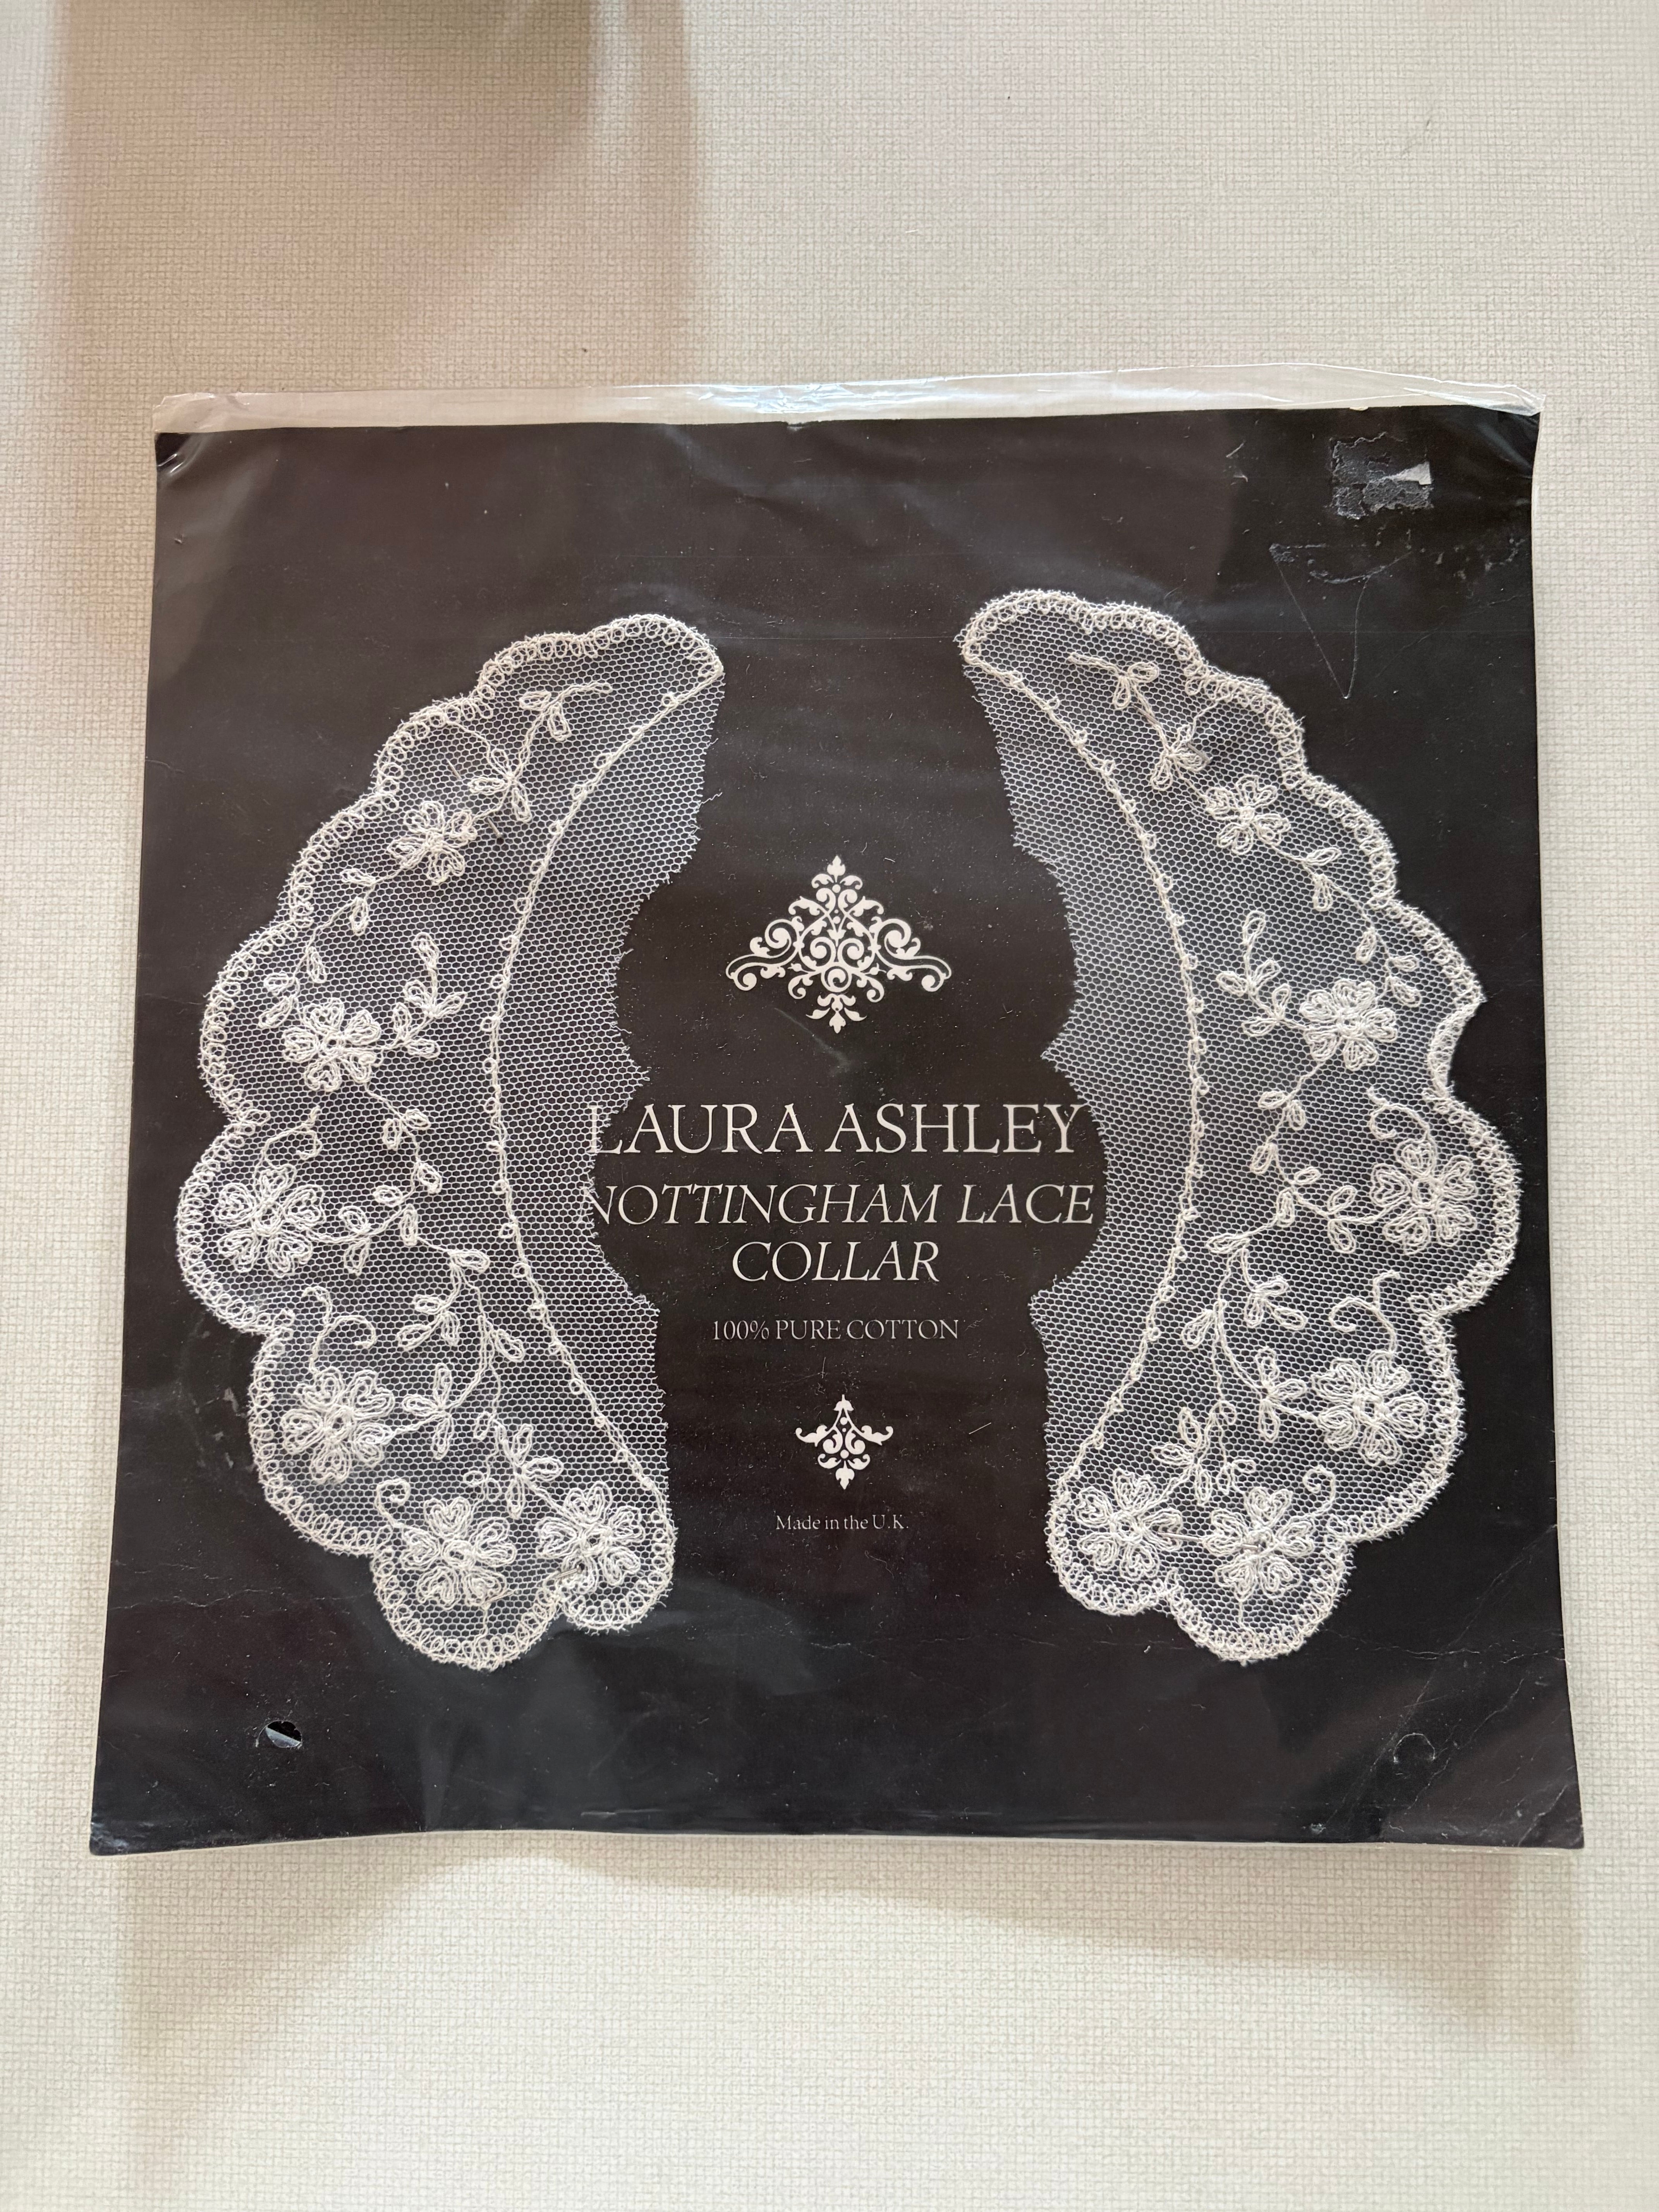 LAURA ASHLEY
NOTTINGHAM LACE
COLLAR
100% PURE COTTON
Made in the U.K.